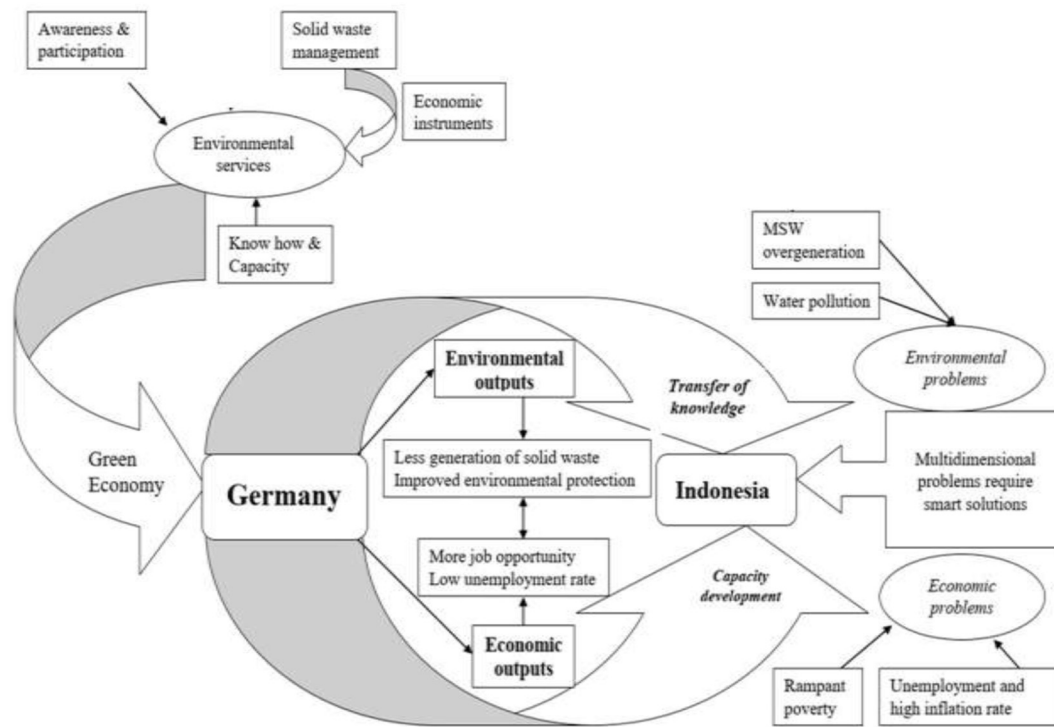 Awareness &
participation
Solid waste
management
Economic
instruments
Environmental
services
Know how &
Capacity
MSW
overgeneration
Water pollution
Environmental
problems
Environmental
outputs
Transfer of
knowledge
Green
Economy
Germany
Less generation of solid waste
Improved environmental protection
Indonesia
Multidimensional
problems require
smart solutions
More job opportunity
Low unemployment rate
Capacity
development
Economic
problems
Economic
outputs
Rampant
poverty
Unemployment and
high inflation rate